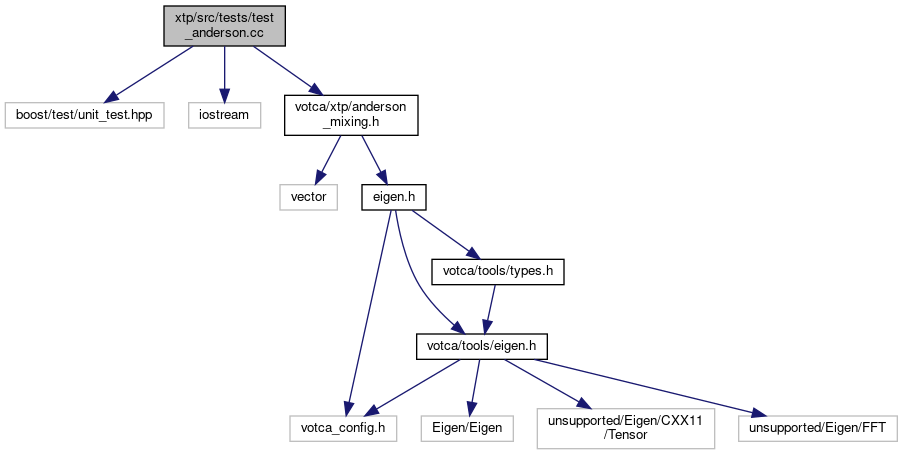 xtp/src/tests/test
_anderson.cc
boost/test/unit_test.hpp
iostream
votca/xtp/anderson
_mixing.h
vector
eigen.h
votca/tools/types.h
votca/tools/eigen.h
votca_config.h
Eigen/Eigen
unsupported/Eigen/CXX11
/Tensor
unsupported/Eigen/FFT